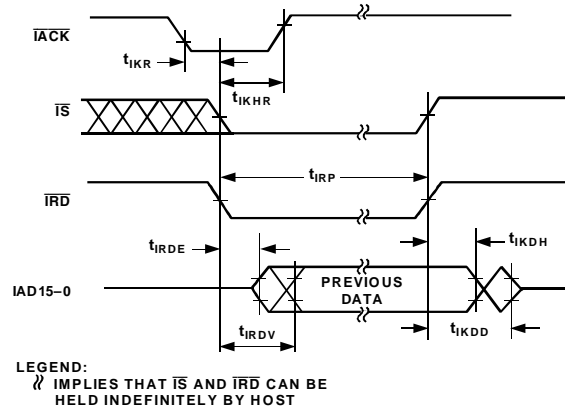 IACK
tIKR
tIKHR
IS
tIRP
IRD
tIRDE
tIKDH
IAD15–0
PREVIOUS
DATA
tIRDV
tIKDD
LEGEND:
IMPLIES THAT IS AND IRD CAN BE
HELD INDEFINITELY BY HOST